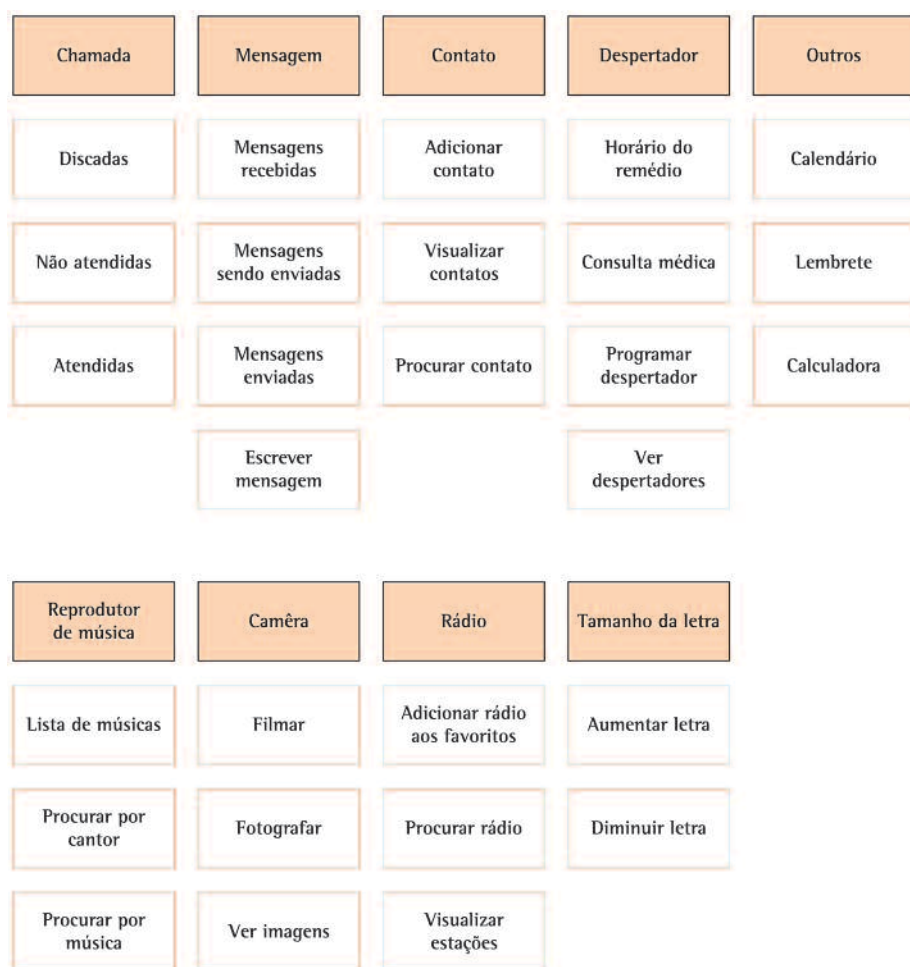 Chamada
Mensagem
Contato
Despertador
Outros
Discadas
Mensagens
recebidas
Adicionar
contato
Horário do
remédio
Calendário
Não atendidas
Mensagens
sendo enviadas
Visualizar
contatos
Consulta médica
Lembrete
Atendidas
Mensagens
enviadas
Procurar contato
Programar
despertador
Calculadora
Escrever
mensagem
Ver
despertadores
Reprodutor
de música
Camêra
Rádio
Tamanho da letra
Lista de músicas
Filmar
Adicionar rádio
aos favoritos
Aumentar letra
Procurar por
cantor
Fotografar
Procurar rádio
Diminuir letra
Procurar por
música
Ver imagens
Visualizar
estações